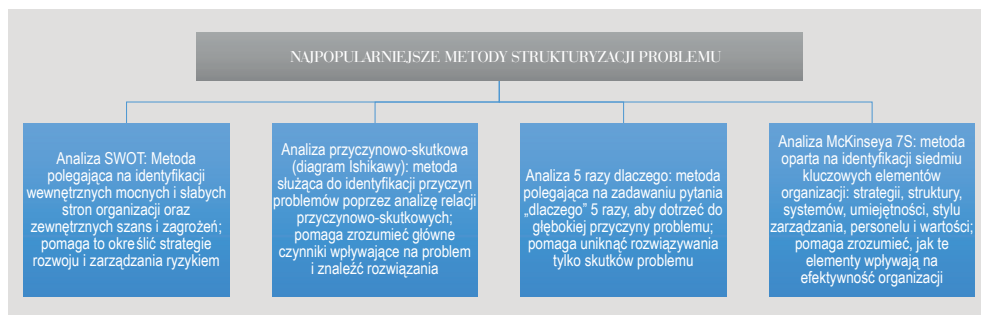 NAJPOPULARNIEJSZE METODY STRUKTURYZACJI PROBLEMU
Analiza SWOT: Metoda
polegająca na identyfikacji
wewnętrznych mocnych i słabych
stron organizacji oraz
zewnętrznych szans i zagrożeń;
pomaga to określić strategie
rozwoju i zarządzania ryzykiem
Analiza przyczynowo-skutkowa
(diagram Ishikawy): metoda
służąca do identyfikacji przyczyn
problemów poprzez analizę relacji
przyczynowo-skutkowych;
pomaga zrozumieć główne
czynniki wpływające na problem
i znaleźć rozwiązania
Analiza 5 razy dlaczego: metoda
polegająca na zadawaniu pytania
„dlaczego” 5 razy, aby dotrzeć do
głębokiej przyczyny problemu;
pomaga uniknąć rozwiązywania
tylko skutków problemu
Analiza McKinseya 7S: metoda
oparta na identyfikacji siedmiu
kluczowych elementów
organizacji: strategii, struktury,
systemów, umiejętności, stylu
zarządzania, personelu i wartości;
pomaga zrozumieć, jak te
elementy wpływają na
efektywność organizacji